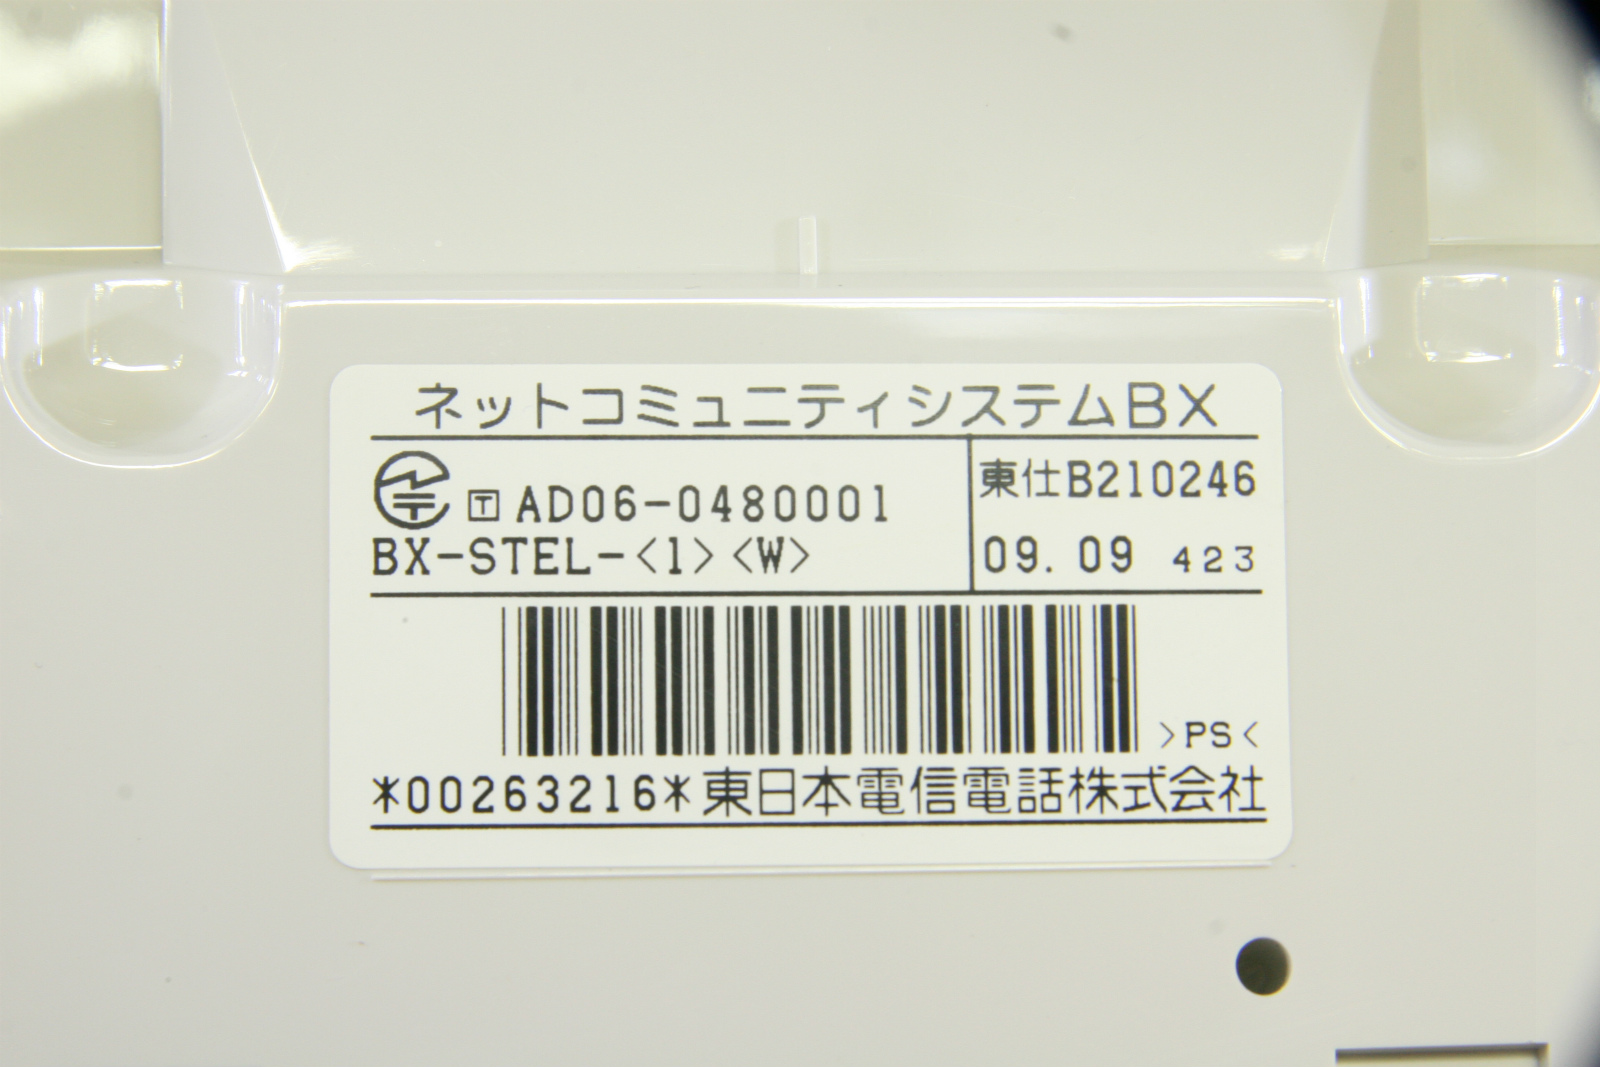 ネットコミュニティシステムBX
T AD06-0480001
BX-STEL-<1><W>
東仕B210246
09.09 423
>PS<
*00263216*東日本電信電話株式会社